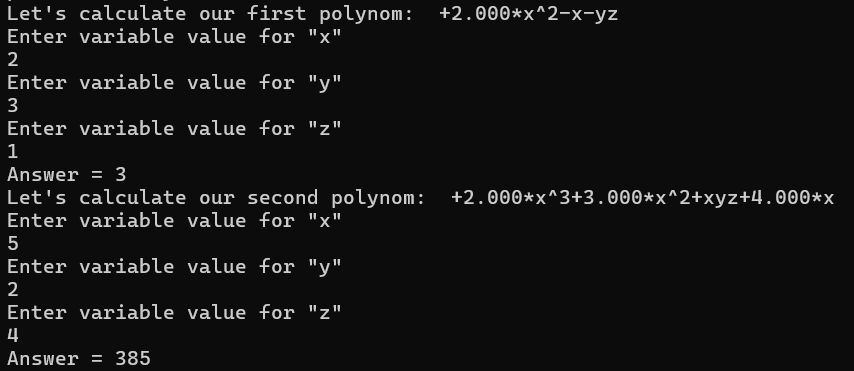 Let's calculate our first polynom:  +2.000*x^2-x-yz
Enter variable value for "x"
2
Enter variable value for "y"
3
Enter variable value for "z"
1
Answer = 3
Let's calculate our second polynom:  +2.000*x^3+3.000*x^2+xyz+4.000*x
Enter variable value for "x"
5
Enter variable value for "y"
2
Enter variable value for "z"
4
Answer = 385